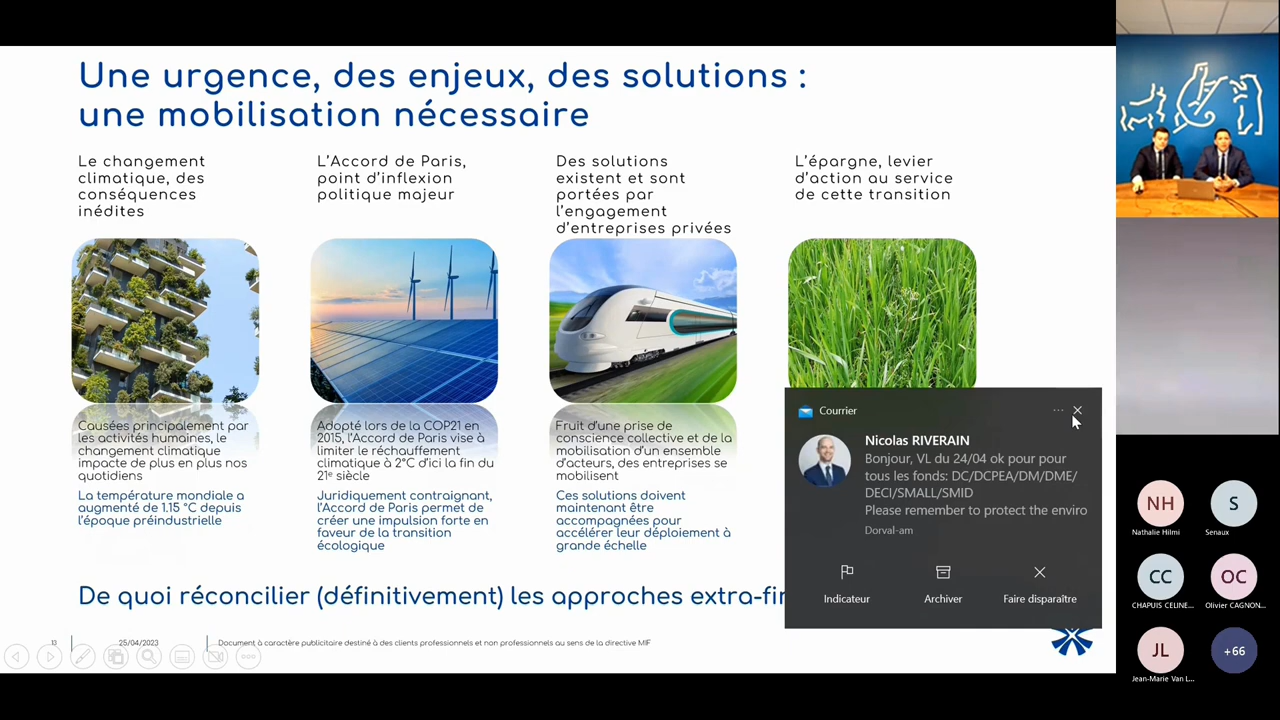 Une urgence, des enjeux, des solutions :
une mobilisation nécessaire
Le changement
climatique, des
conséquences
inédites
L'Accord de Paris,
point d'inflexion
politique majeur
Des solutions
existent et sont
portées par
l'engagement
d'entreprises privées
L'épargne, levier
d'action au service
de cette transition
Causées principalement par
les activités humaines, le
changement climatique
impacte de plus en plus nos
quotidiens
La température mondiale a
augmenté de 1.15 °C depuis
l'époque préindustrielle
Adopté lors de la COP21 en
2015, l'Accord de Paris vise à
limiter le réchauffement
climatique à 2°C d'ici la fin du
21e siècle
Juridiquement contraignant,
l'Accord de Paris permet de
créer une impulsion forte en
faveur de la transition
écologique
Fruit d'une prise de
conscience collective et de la
mobilisation d'un ensemble
d'acteurs, des entreprises se
mobilisent
Ces solutions doivent
maintenant être
accompagnées pour
accélérer leur déploiement à
grande échelle
Courrier
Nicolas RIVERAIN
Bonjour, VL du 24/04 ok pour pour
tous les fonds: DC/DCPEA/DM/DME/
DECI/SMALL/SMID
Please remember to protect the enviro
Dorval-am
Indicateur
Archiver
Faire disparaître
De quoi réconcilier (définitivement) les approches extra-fin
13
25/04/2023
Document à caractère publicitaire destiné à des clients professionnels et non professionnels au sens de la directive MIF
NH
Nathalie Hilmi
S
Senaux
CC
CHAPUIS CELINE...
OC
Olivier CAGNON...
JL
Jean-Marie Van L...
+66